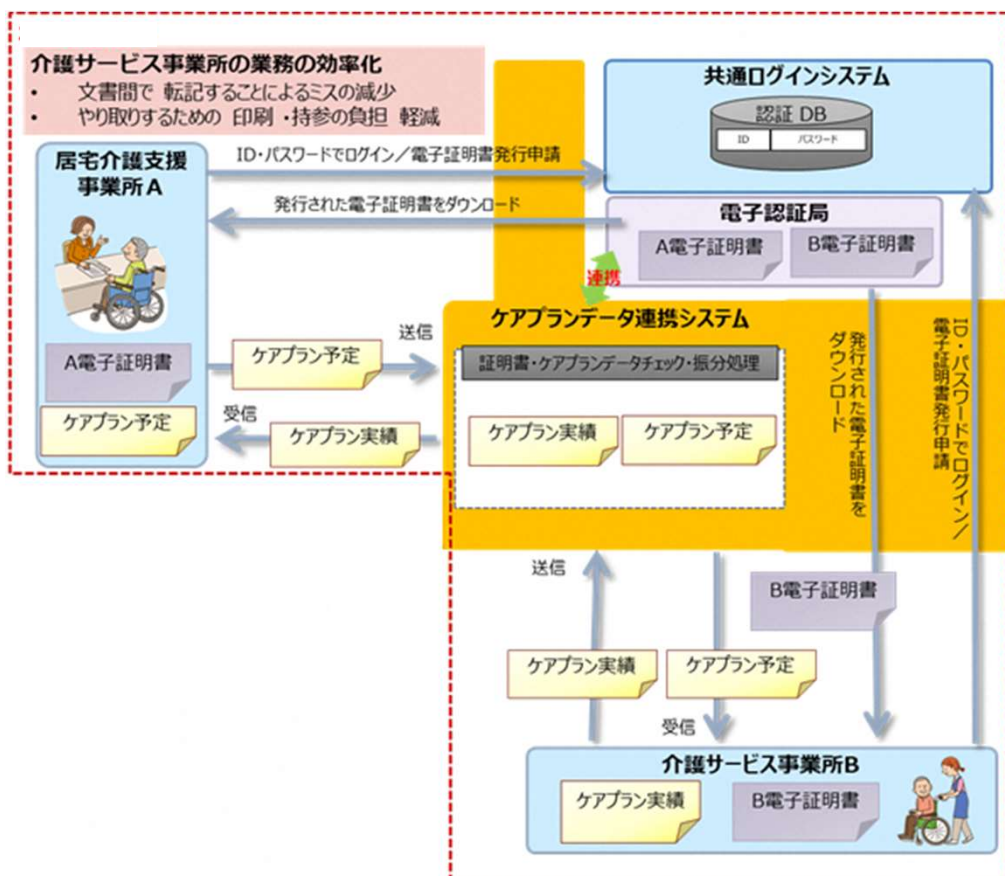 介護サービス事業所の業務の効率化
• 文書間で 転記することによるミスの減少
• やり取りするための 印刷 ・持参の負担 軽減
共通ログインシステム
認証 DB
ID
パスワード
居宅介護支援
事業所A
ID・パスワードでログイン／電子証明書発行申請
発行された電子証明書をダウンロード
電子認証局
A電子証明書
B電子証明書
連携
ケアプランデータ連携システム
証明書・ケアプランデータチェック・振分処理
A電子証明書
ケアプラン予定
送信
ケアプラン予定
受信
ケアプラン実績
ケアプラン実績
ケアプラン予定
発行された電子証明書を
ダウンロード
ID・パスワードでログイン／
電子証明書発行申請
送信
B電子証明書
ケアプラン実績
ケアプラン予定
受信
介護サービス事業所B
ケアプラン実績
B電子証明書